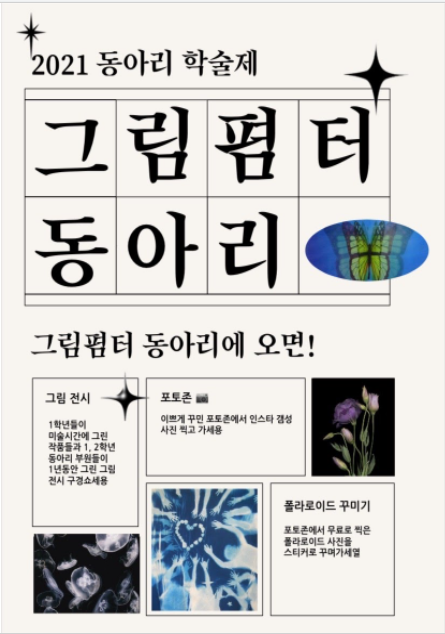 2021 동아리 학술제
그림펌터
동아리
그림펌터 동아리에 오면!
그림 전시
1학년들이
미술시간에 그린
작품들과 1, 2학년
동아리 부원들이
1년동안 그린 그림
전시 구경쇼세용
포토존 📷
이쁘게 꾸민 포토존에서 인스타 갬성
사진 찍고 가세용
폴라로이드 꾸미기
포토존에서 무료로 찍은
폴라로이드 사진을
스티커로 꾸며가세열